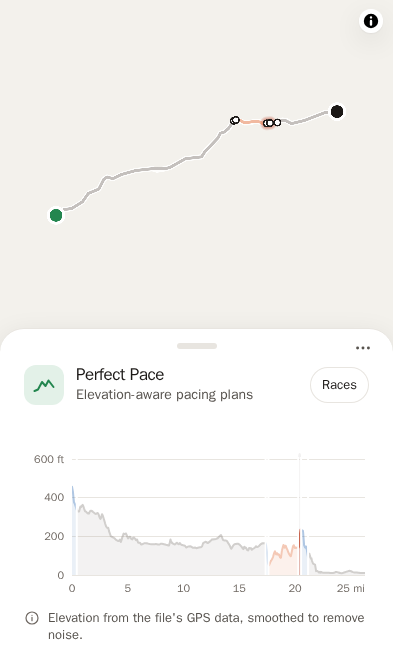 Perfect Pace
Elevation-aware pacing plans
Races
600 ft
400
200
0
0 5 10 15 20 25 mi
Elevation from the file's GPS data, smoothed to remove
noise.